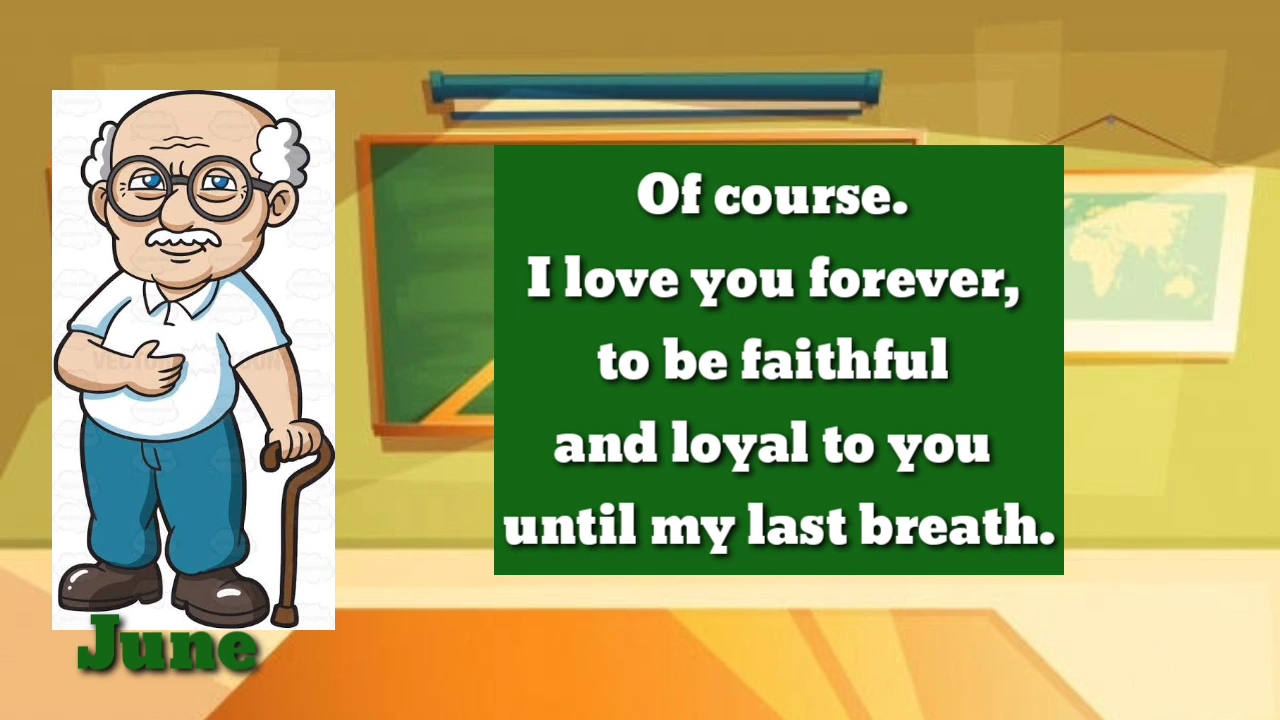 Of course.
I love you forever,
to be faithful
and loyal to you
until my last breath.
June